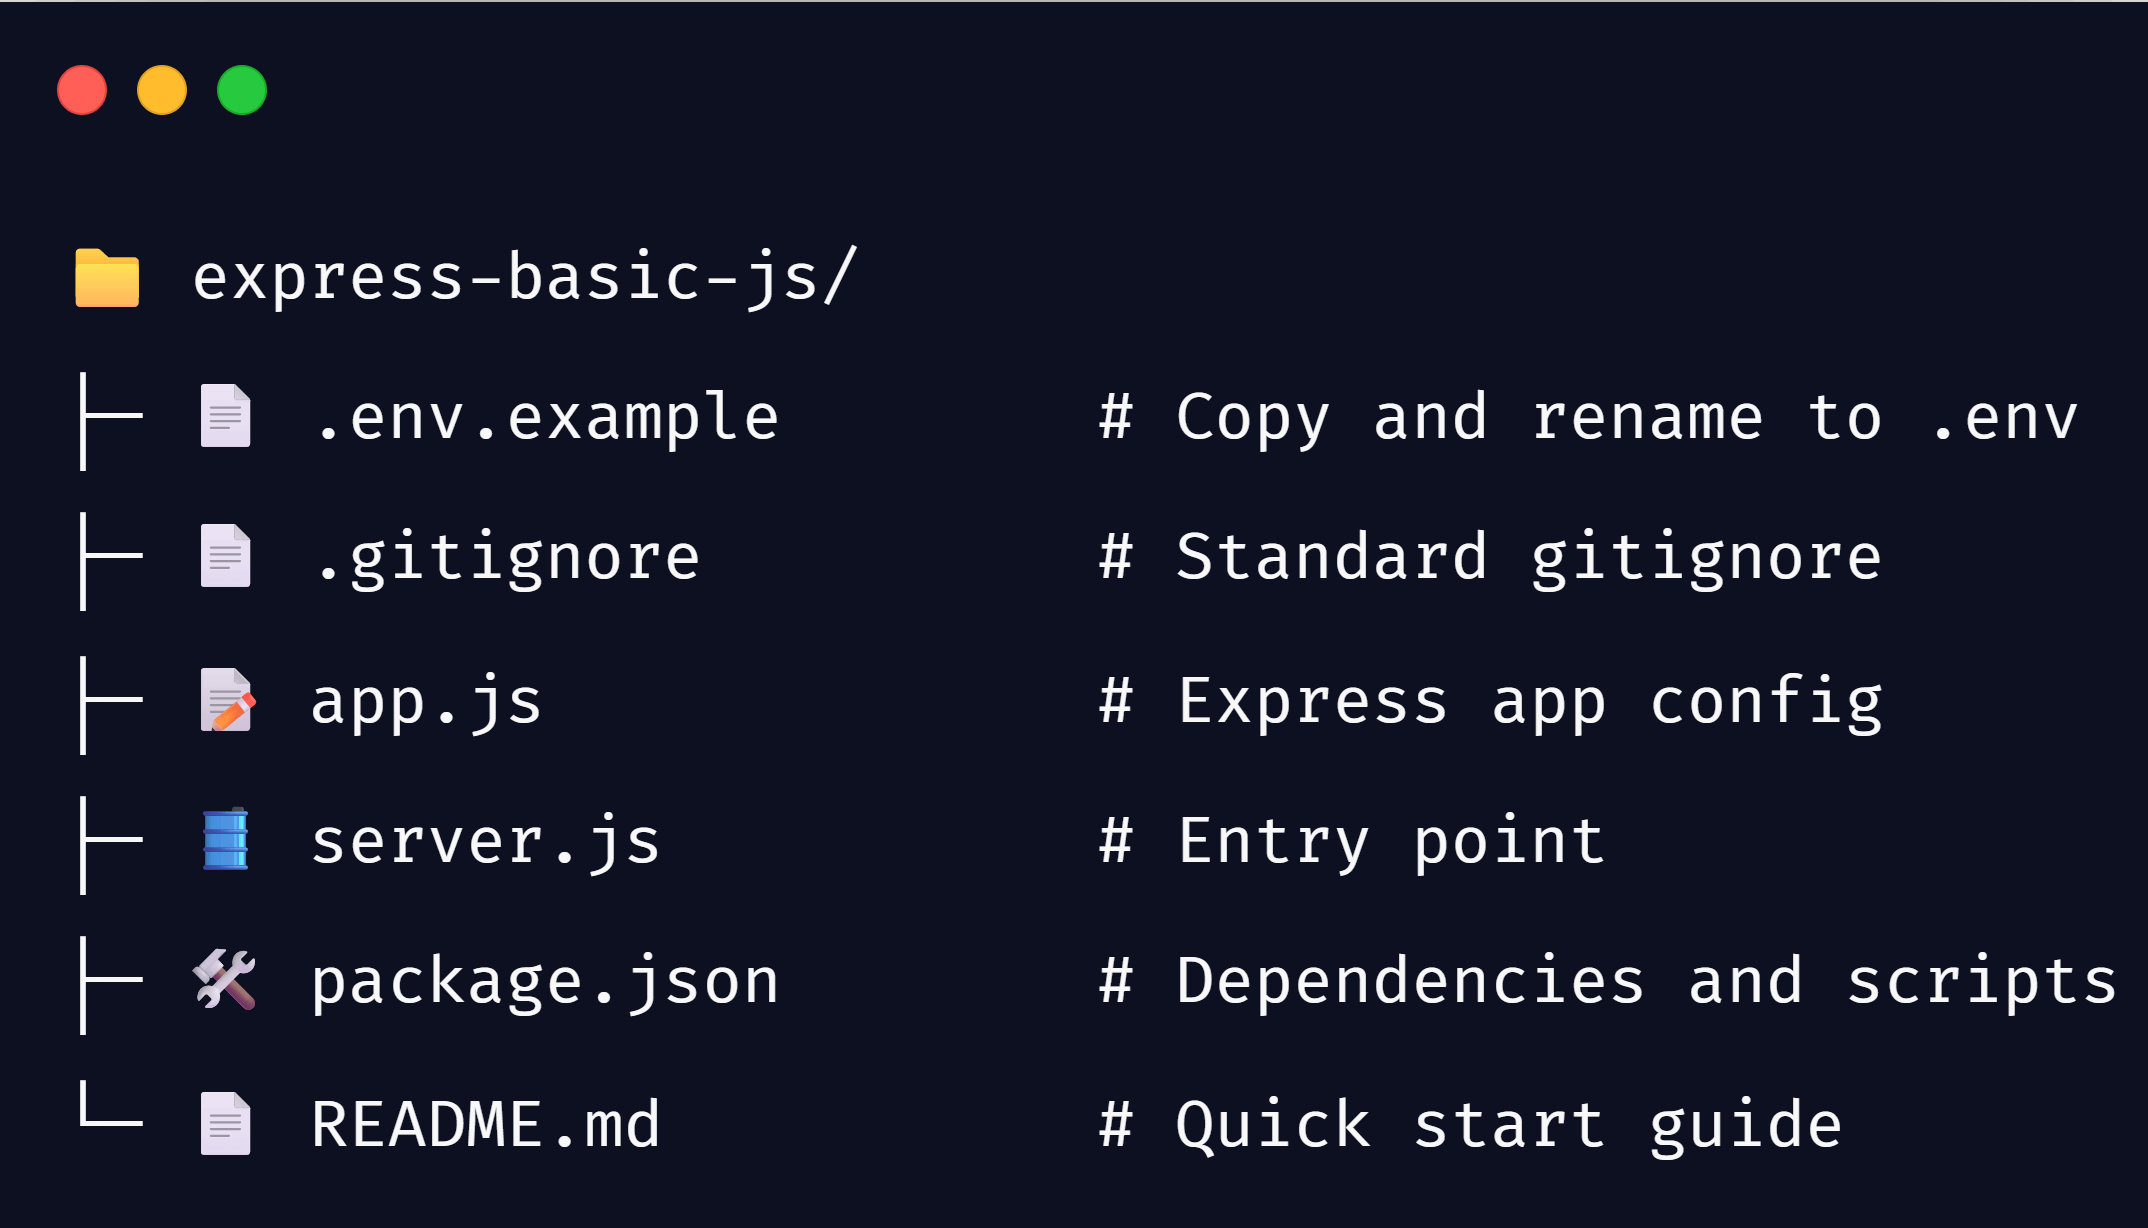 express-basic-js/
├─ .env.example # Copy and rename to .env
├─ .gitignore # Standard gitignore
├─ app.js # Express app config
├─ server.js # Entry point
├─ package.json # Dependencies and scripts
└─ README.md # Quick start guide